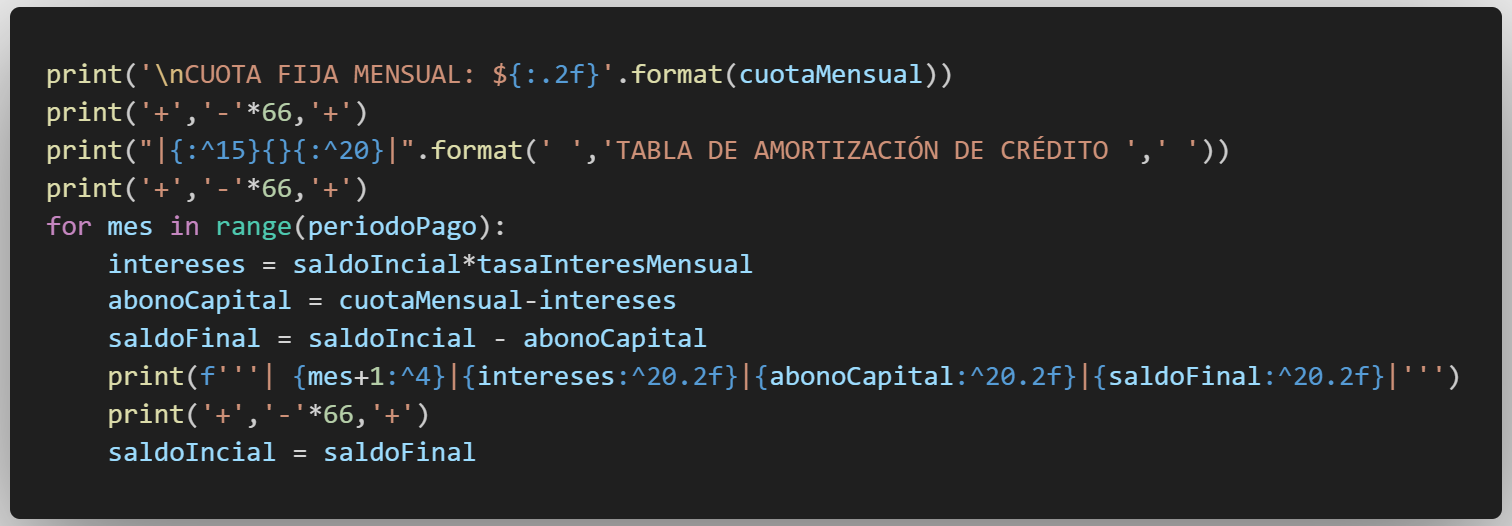 print('\nCUOTA FIJA MENSUAL: ${:.2f}'.format(cuotaMensual))
print('+','-'*66,'+')
print("|{:^15}{}{:^20}|".format(' ','TABLA DE AMORTIZACIÓN DE CRÉDITO ',' '))
print('+','-'*66,'+')
for mes in range(periodoPago):
    intereses = saldoIncial*tasaInteresMensual
    abonoCapital = cuotaMensual-intereses
    saldoFinal = saldoIncial - abonoCapital
    print(f'''| {mes+1:^4}|{intereses:^20.2f}|{abonoCapital:^20.2f}|{saldoFinal:^20.2f}|''')
    print('+','-'*66,'+')
    saldoIncial = saldoFinal